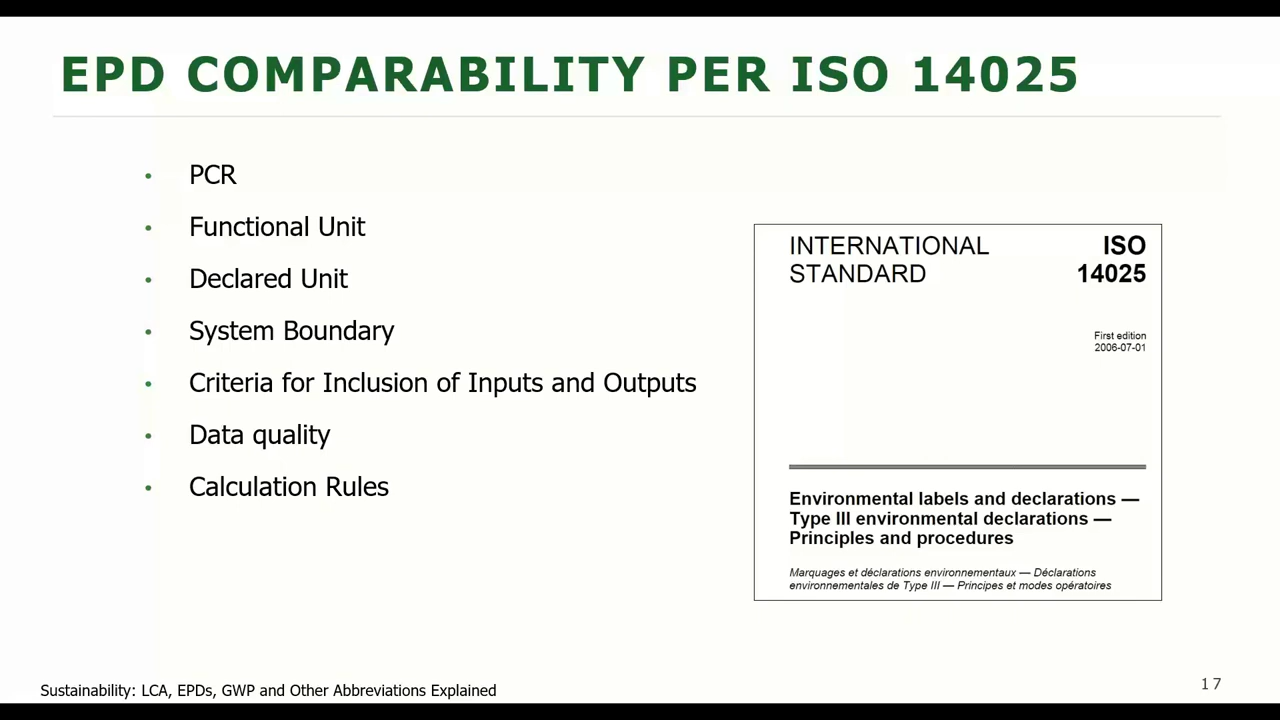 EPD COMPARABILITY PER ISO 14025
• PCR
• Functional Unit
• Declared Unit
• System Boundary
• Criteria for Inclusion of Inputs and Outputs
• Data quality
• Calculation Rules
INTERNATIONAL STANDARD
ISO 14025
First edition
2006-07-01
Environmental labels and declarations —
Type III environmental declarations —
Principles and procedures
Marquages et déclarations environnementaux — Déclarations
environnementales de Type III — Principes et modes opératoires
Sustainability: LCA, EPDs, GWP and Other Abbreviations Explained
17